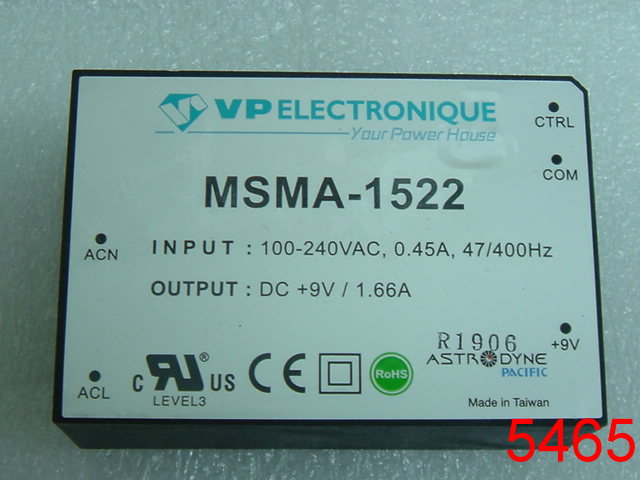 VP ELECTRONIQUE
Your Power House
CTRL
COM
MSMA-1522
ACN
INPUT : 100-240VAC, 0.45A, 47/400Hz
OUTPUT : DC +9V / 1.66A
+9V
R1906
ASTRODYNE
PACIFIC
ACL
c RU ® US
LEVEL3
CE
RoHS
Made in Taiwan
5465